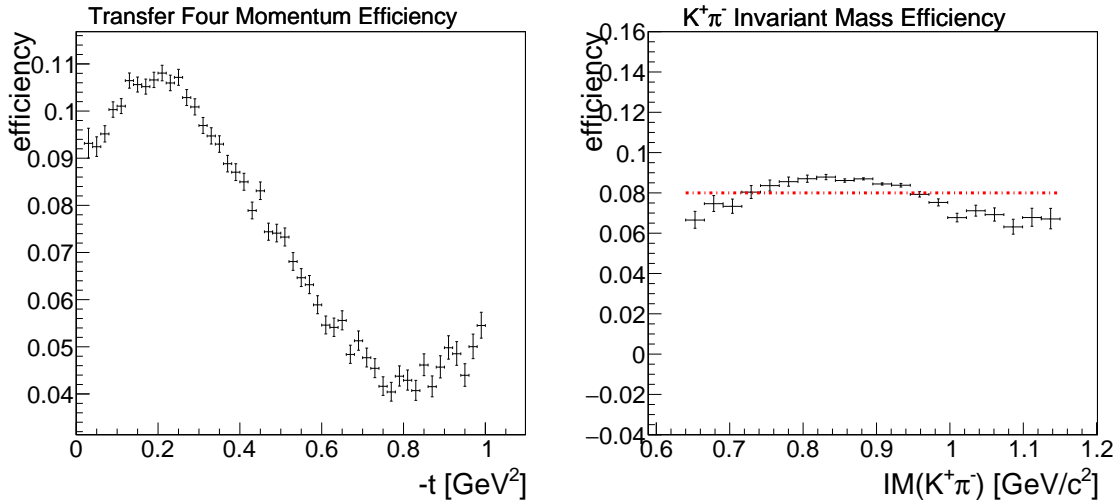 Transfer Four Momentum Efficiency
efficiency
0.11
0.1
0.09
0.08
0.07
0.06
0.05
0.04
0 0.2 0.4 0.6 0.8 1
-t [GeV²]
K⁺π⁻ Invariant Mass Efficiency
efficiency
0.16
0.14
0.12
0.1
0.08
0.06
0.04
0.02
0
−0.02
−0.04
0.6 0.7 0.8 0.9 1 1.1 1.2
IM(K⁺π⁻) [GeV/c²]